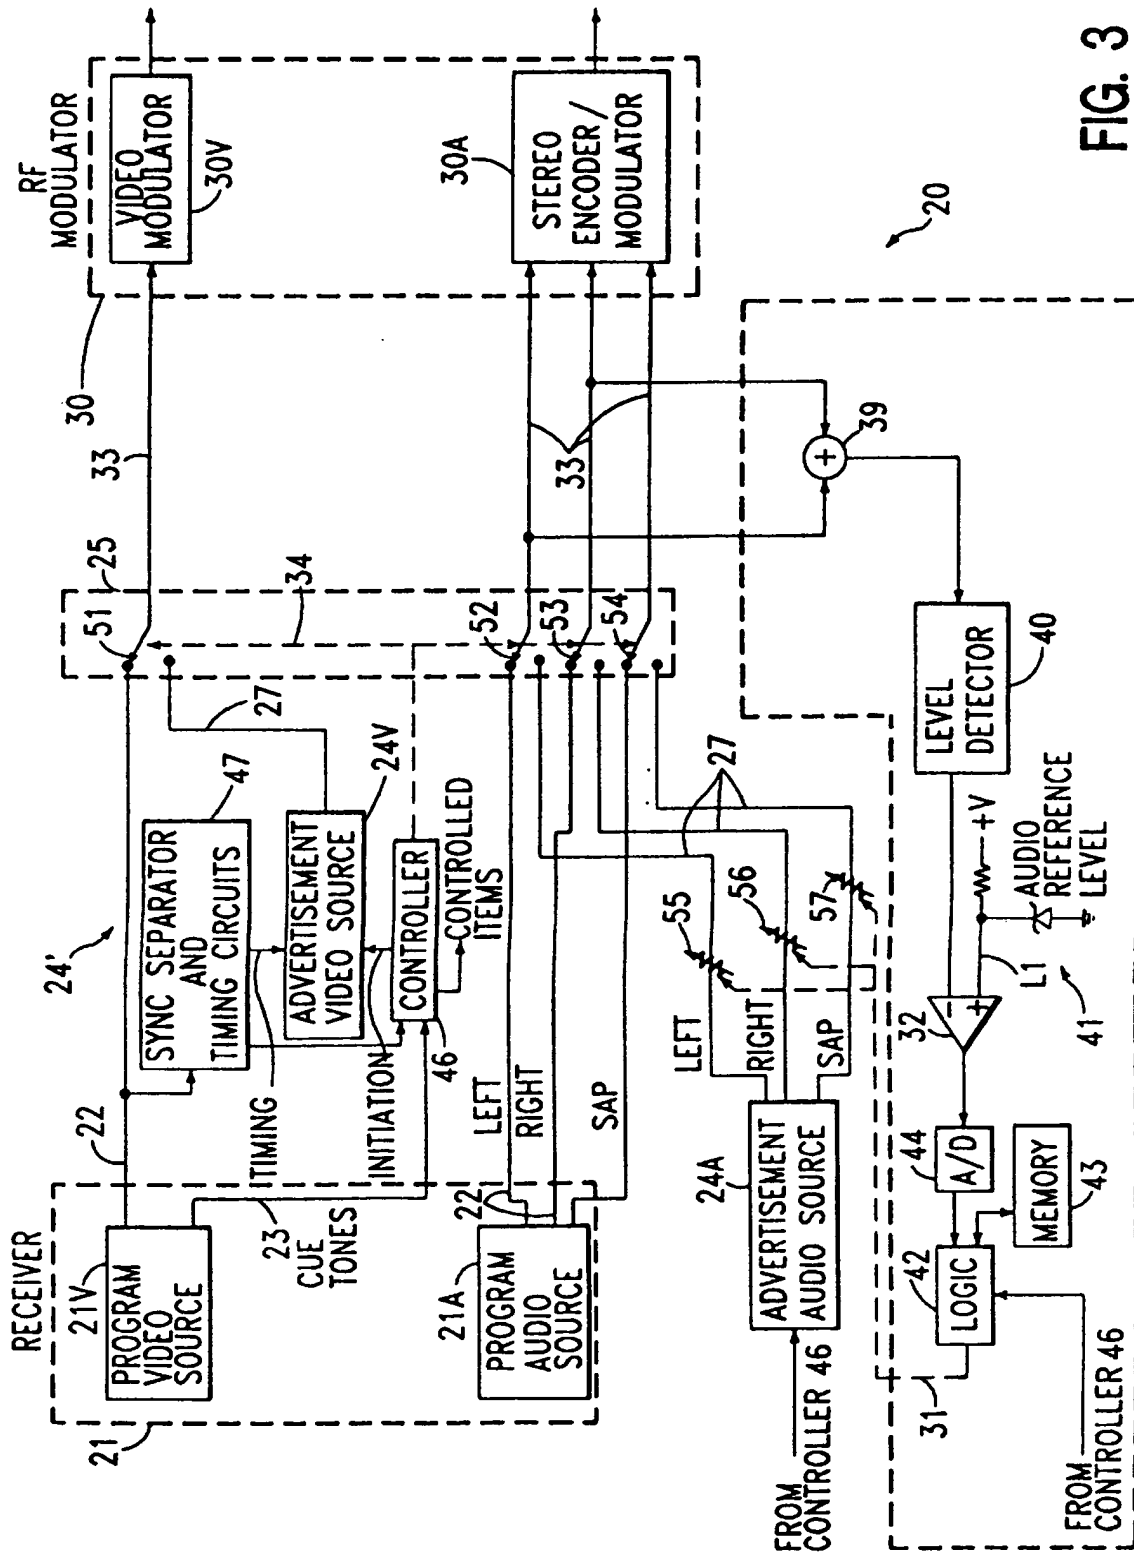 RECEIVER
21
21V
PROGRAM
VIDEO
SOURCE
21A
PROGRAM
AUDIO
SOURCE
22
23
CUE
TONES
22
24'
47
SYNC SEPARATOR
AND
TIMING CIRCUITS
TIMING
ADVERTISEMENT
VIDEO SOURCE
24V
INITIATION
CONTROLLER
46
CONTROLLED
ITEMS
27
LEFT
RIGHT
SAP
25
51
34
52
53
54
33
30
RF
MODULATOR
VIDEO
MODULATOR
30V
30A
STEREO
ENCODER/
MODULATOR
33
27
LEFT
RIGHT
SAP
55
56
57
24A
ADVERTISEMENT
AUDIO SOURCE
FROM
CONTROLLER 46
20
39
+
LEVEL
DETECTOR
40
+V
AUDIO
REFERENCE
LEVEL
L1
41
32
−
+
44
A/D
42
LOGIC
MEMORY
43
31
FROM
CONTROLLER 46
FIG. 3